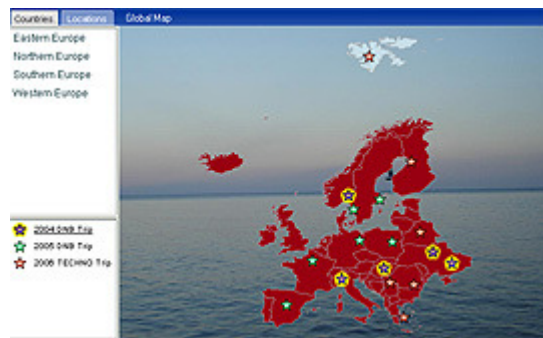 Countries Locations Global Map
Eastern Europe
Northern Europe
Southern Europe
Western Europe
2004 DNB Trip
2005 DNB Trip
2006 TECHNO Trip